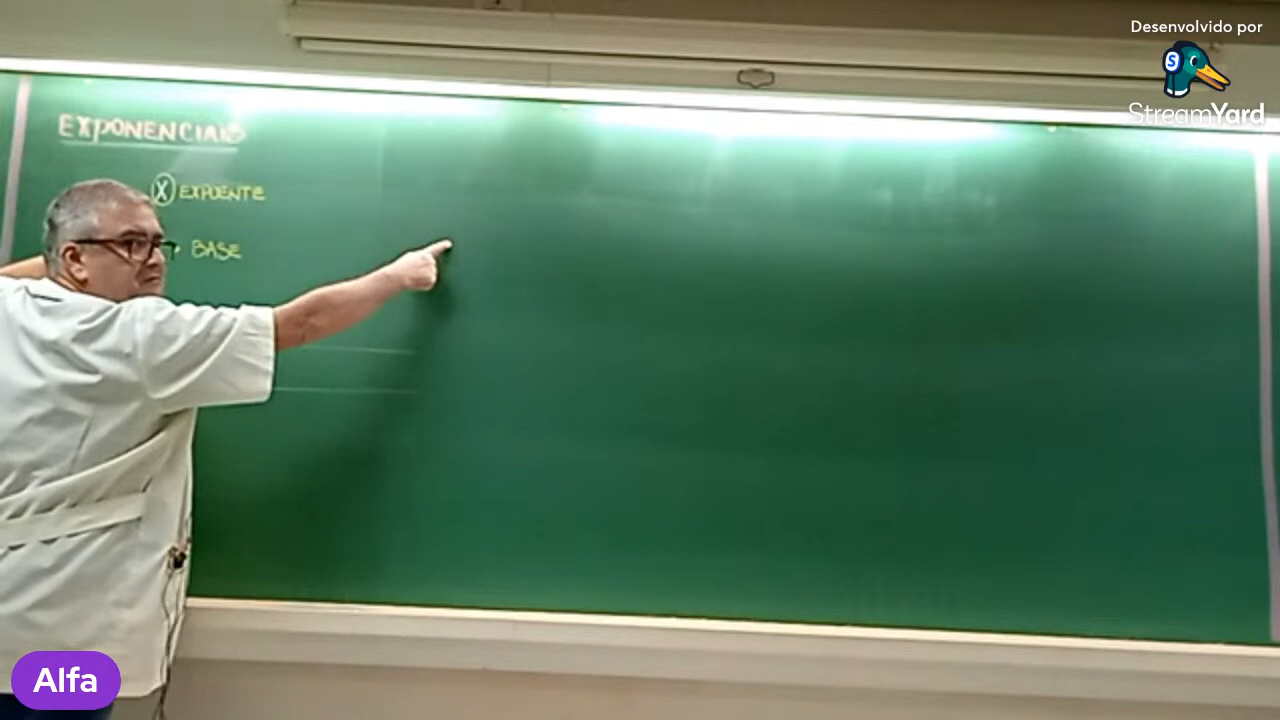 Desenvolvido por
StreamYard
EXPONENCIAIS
X EXPOENTE
BASE
Alfa